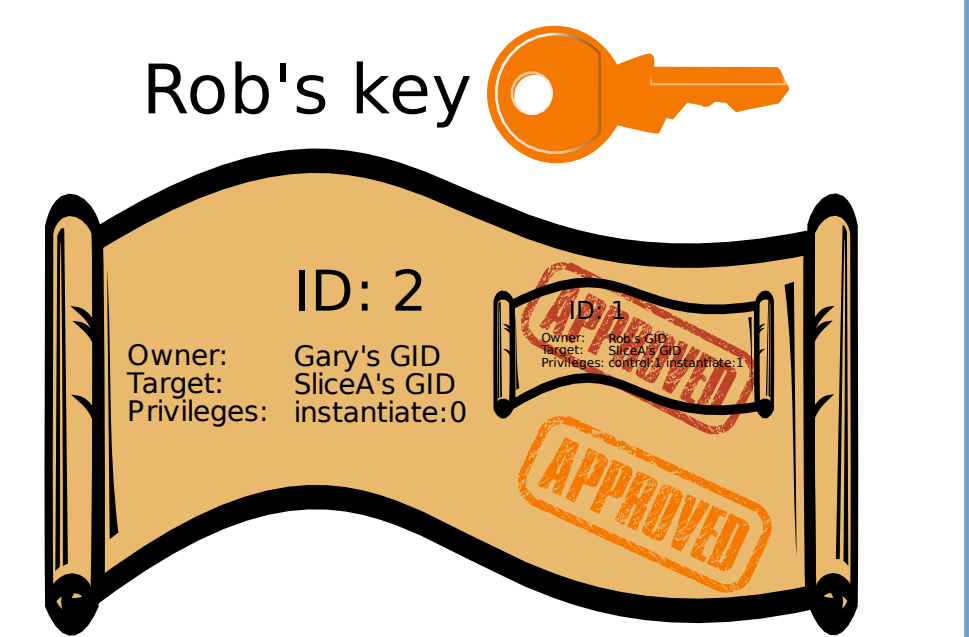 Rob's key
ID: 2
Owner: Gary's GID
Target: SliceA's GID
Privileges: instantiate:0
APPROVED
ID: 1
Owner: Rob's GID
Target: SliceA's GID
Privileges: control:1 instantiate:1
APPROVED